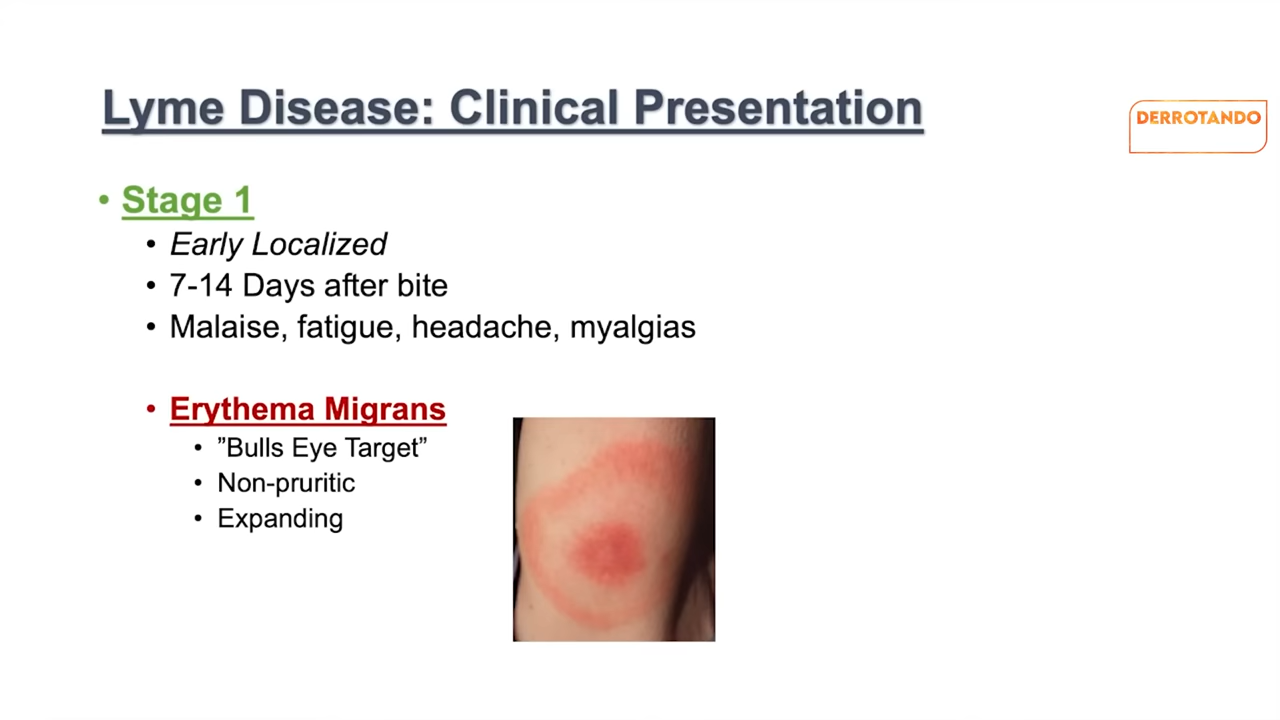 Lyme Disease: Clinical Presentation
DERROTANDO
• Stage 1
• Early Localized
• 7-14 Days after bite
• Malaise, fatigue, headache, myalgias
• Erythema Migrans
• ”Bulls Eye Target”
• Non-pruritic
• Expanding